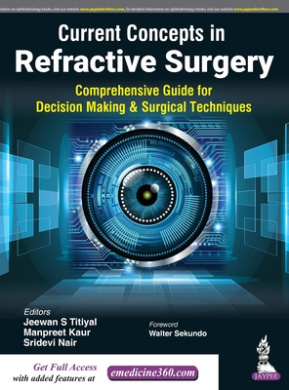 Current Concepts in
Refractive Surgery
Comprehensive Guide for
Decision Making & Surgical Techniques
Editors
Jeewan S Titiyal
Manpreet Kaur
Sridevi Nair
Foreword
Walter Sekundo
Get Full Access
with added features at
emedicine360.com
JAYPEE